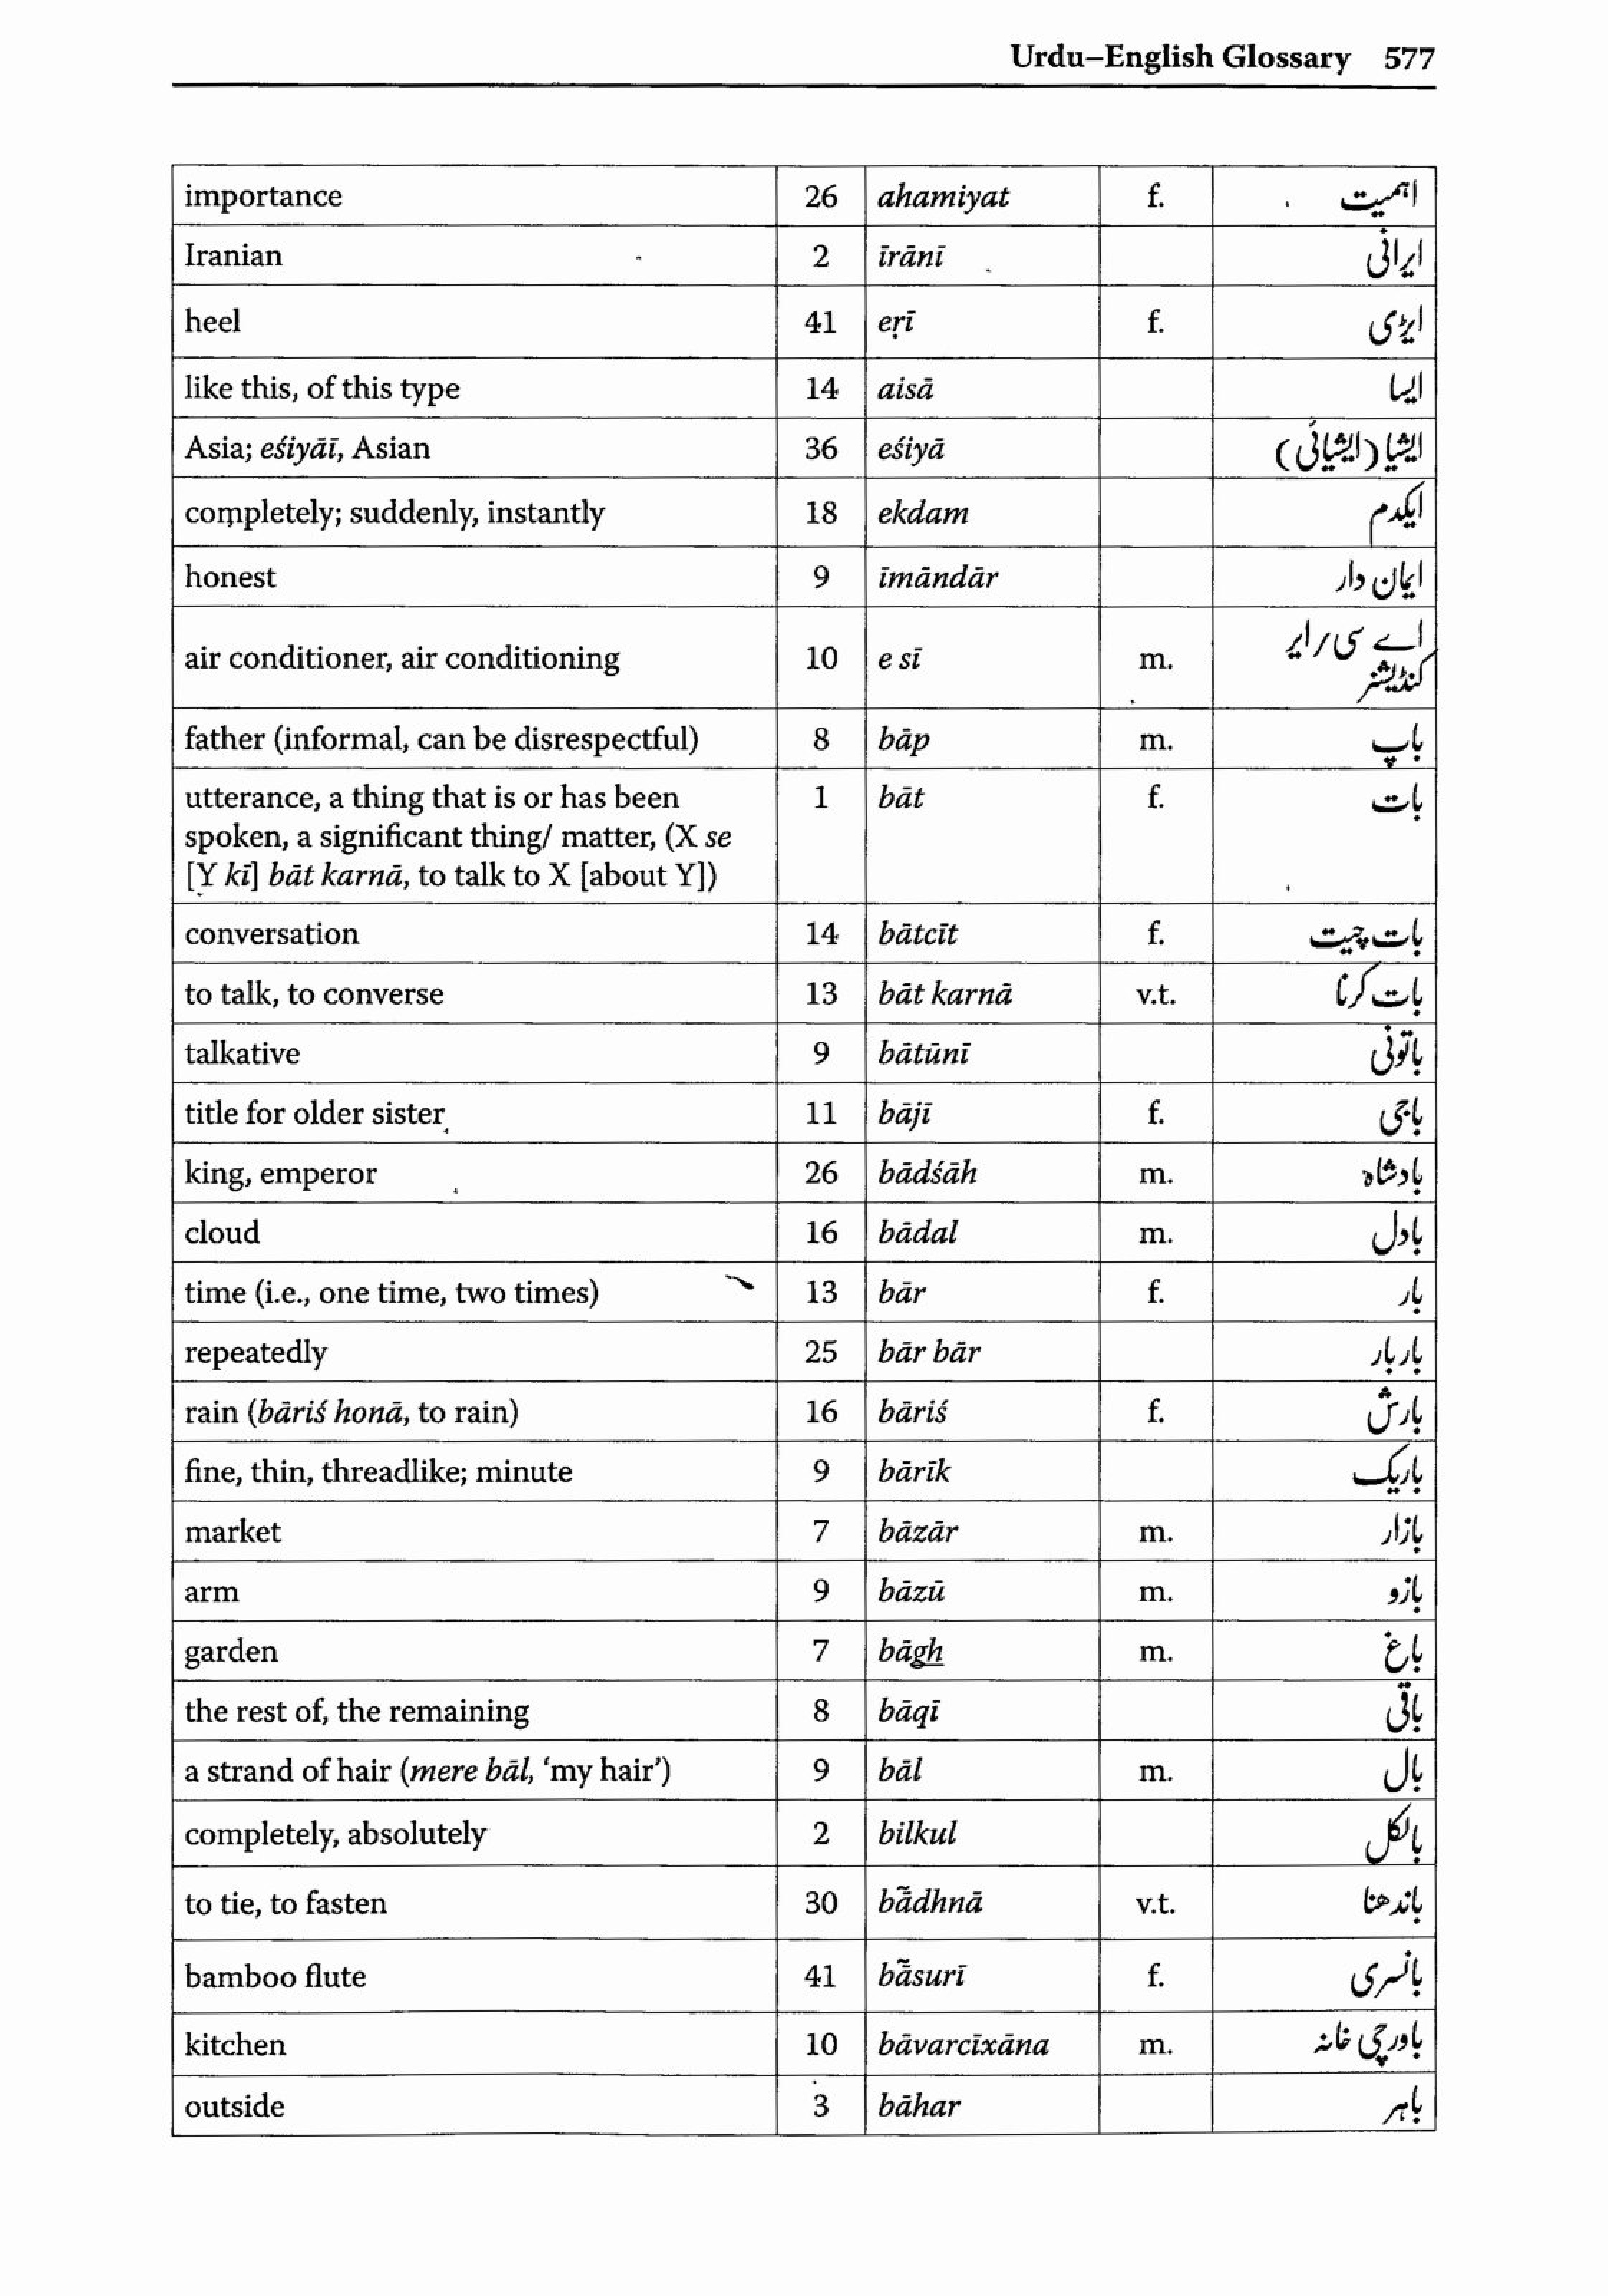 Urdu–English Glossary 577
importance 26 ahamiyat f. اہمیت
Iranian 2 īrānī ایرانی
heel 41 eṛī f. ایڑی
like this, of this type 14 aisā ایسا
Asia; eśiyāī, Asian 36 eśiyā ایشیا (ایشیائی)
completely; suddenly, instantly 18 ekdam ایکدم
honest 9 īmāndār ایمان دار
air conditioner, air conditioning 10 e sī m. اے سی / ایر
کنڈیشنر
father (informal, can be disrespectful) 8 bāp m. باپ
utterance, a thing that is or has been 1 bāt f. بات
spoken, a significant thing/ matter, (X se
[Y kī] bāt karnā, to talk to X [about Y])
conversation 14 bātcīt f. بات چیت
to talk, to converse 13 bāt karnā v.t. بات کرنا
talkative 9 bātūnī باتونی
title for older sister 11 bājī f. باجی
king, emperor 26 bādśāh m. بادشاہ
cloud 16 bādal m. بادل
time (i.e., one time, two times) 13 bār f. بار
repeatedly 25 bār bār بار بار
rain (bāriś honā, to rain) 16 bāriś f. بارش
fine, thin, threadlike; minute 9 bārīk باریک
market 7 bāzār m. بازار
arm 9 bāzū m. بازو
garden 7 bāgh m. باغ
the rest of, the remaining 8 bāqī باقی
a strand of hair (mere bāl, ‘my hair’) 9 bāl m. بال
completely, absolutely 2 bilkul بالکل
to tie, to fasten 30 bā̃dhnā v.t. باندھنا
bamboo flute 41 bā̃surī f. بانسری
kitchen 10 bāvarcīxāna m. باورچی خانہ
outside 3 bāhar باہر